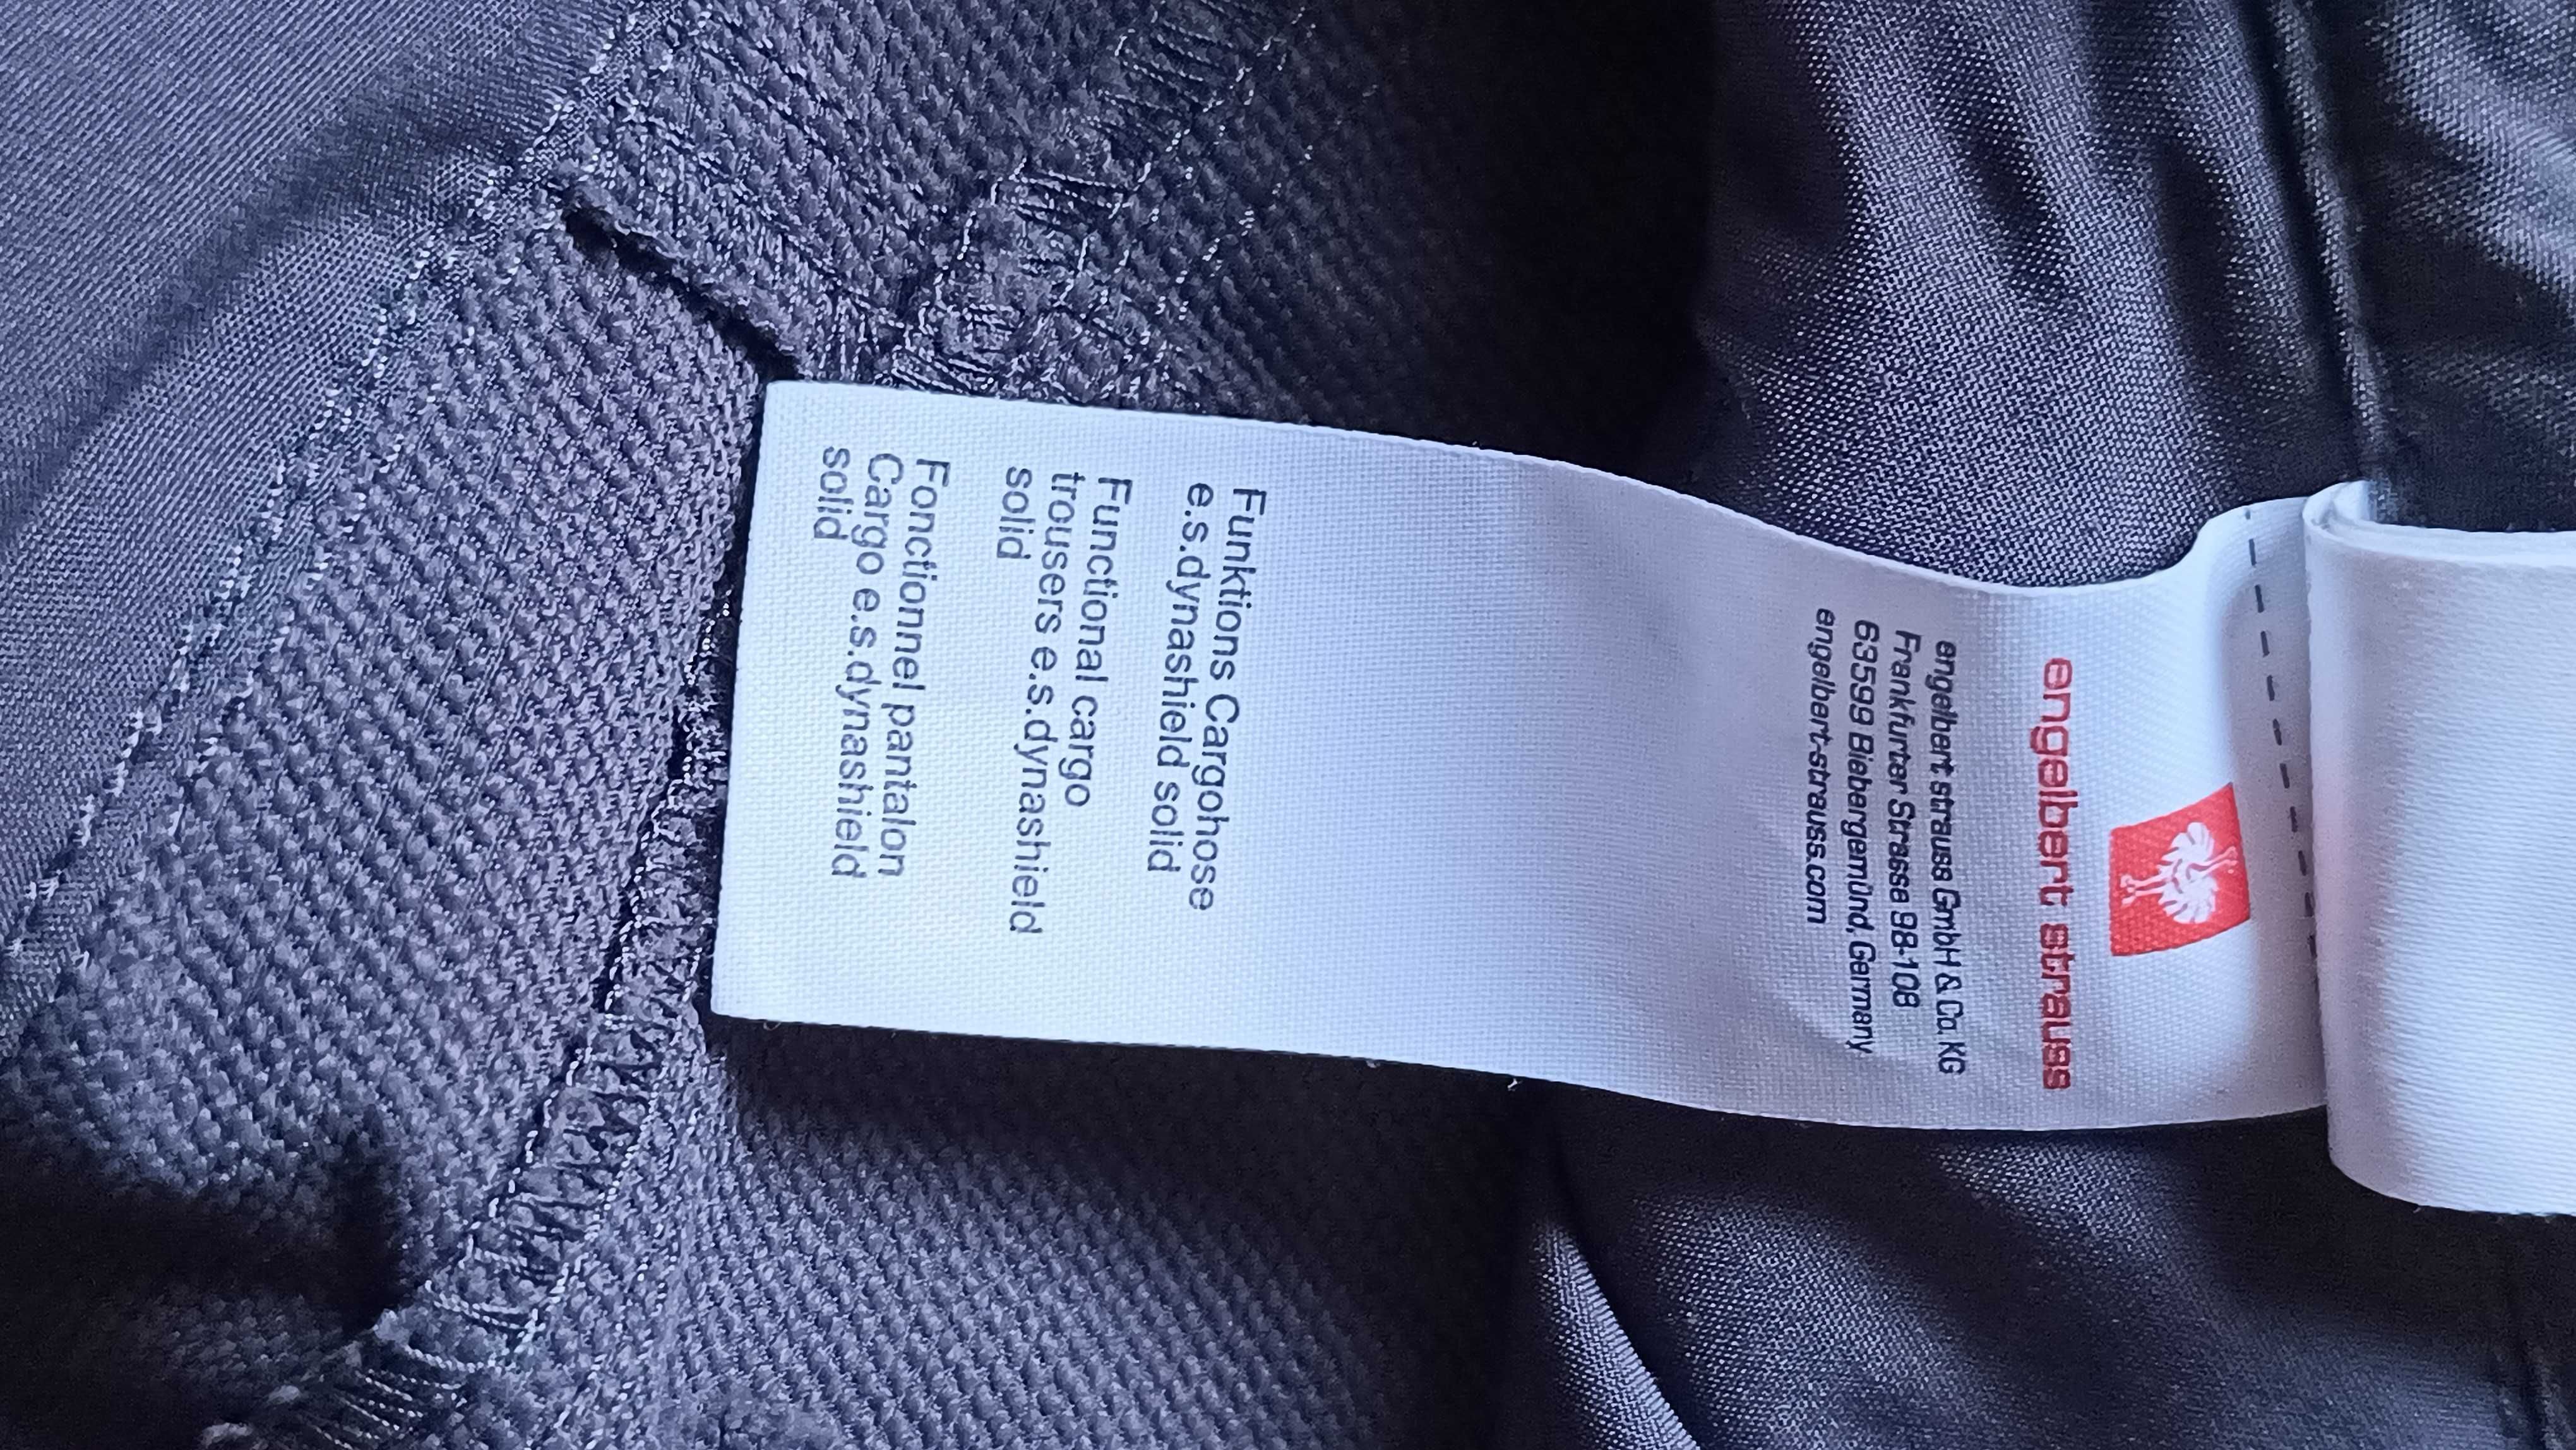 engelbert strauss
engelbert strauss GmbH & Co. KG
Frankfurter Strasse 98-108
63599 Biebergemünd, Germany
engelbert-strauss.com
Funktions Cargohose
e.s.dynashield solid
Functional cargo
trousers e.s.dynashield
solid
Fonctionnel pantalon
Cargo e.s.dynashield
solid